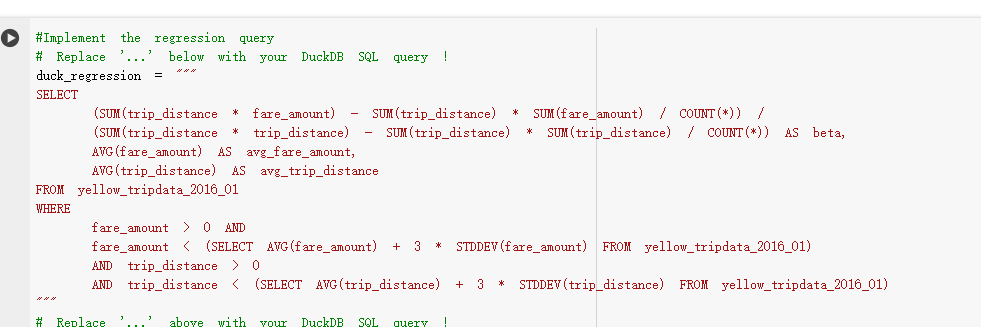 #Implement the regression query
# Replace '...' below with your DuckDB SQL query !
duck_regression = """
SELECT
(SUM(trip_distance * fare_amount) - SUM(trip_distance) * SUM(fare_amount) / COUNT(*)) /
(SUM(trip_distance * trip_distance) - SUM(trip_distance) * SUM(trip_distance) / COUNT(*)) AS beta,
AVG(fare_amount) AS avg_fare_amount,
AVG(trip_distance) AS avg_trip_distance
FROM yellow_tripdata_2016_01
WHERE
fare_amount > 0 AND
fare_amount < (SELECT AVG(fare_amount) + 3 * STDDEV(fare_amount) FROM yellow_tripdata_2016_01)
AND trip_distance > 0
AND trip_distance < (SELECT AVG(trip_distance) + 3 * STDDEV(trip_distance) FROM yellow_tripdata_2016_01)
"""
# Replace '...' above with your DuckDB SQL query !